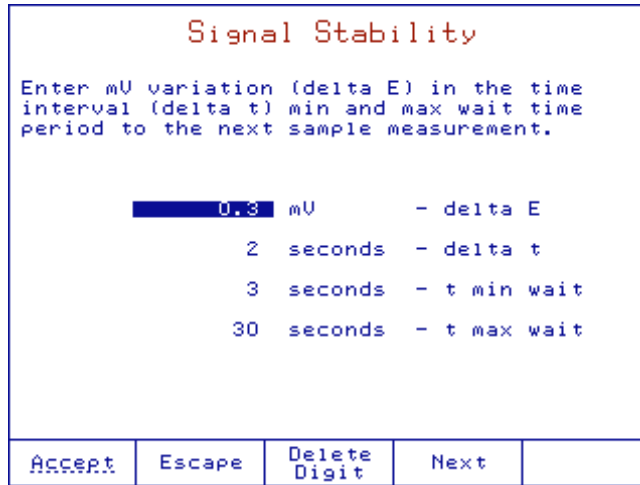 Signal Stability
Enter mV variation (delta E) in the time
interval (delta t) min and max wait time
period to the next sample measurement.
0.3 mV - delta E
2 seconds - delta t
3 seconds - t min wait
30 seconds - t max wait
Accept Escape Delete Digit Next